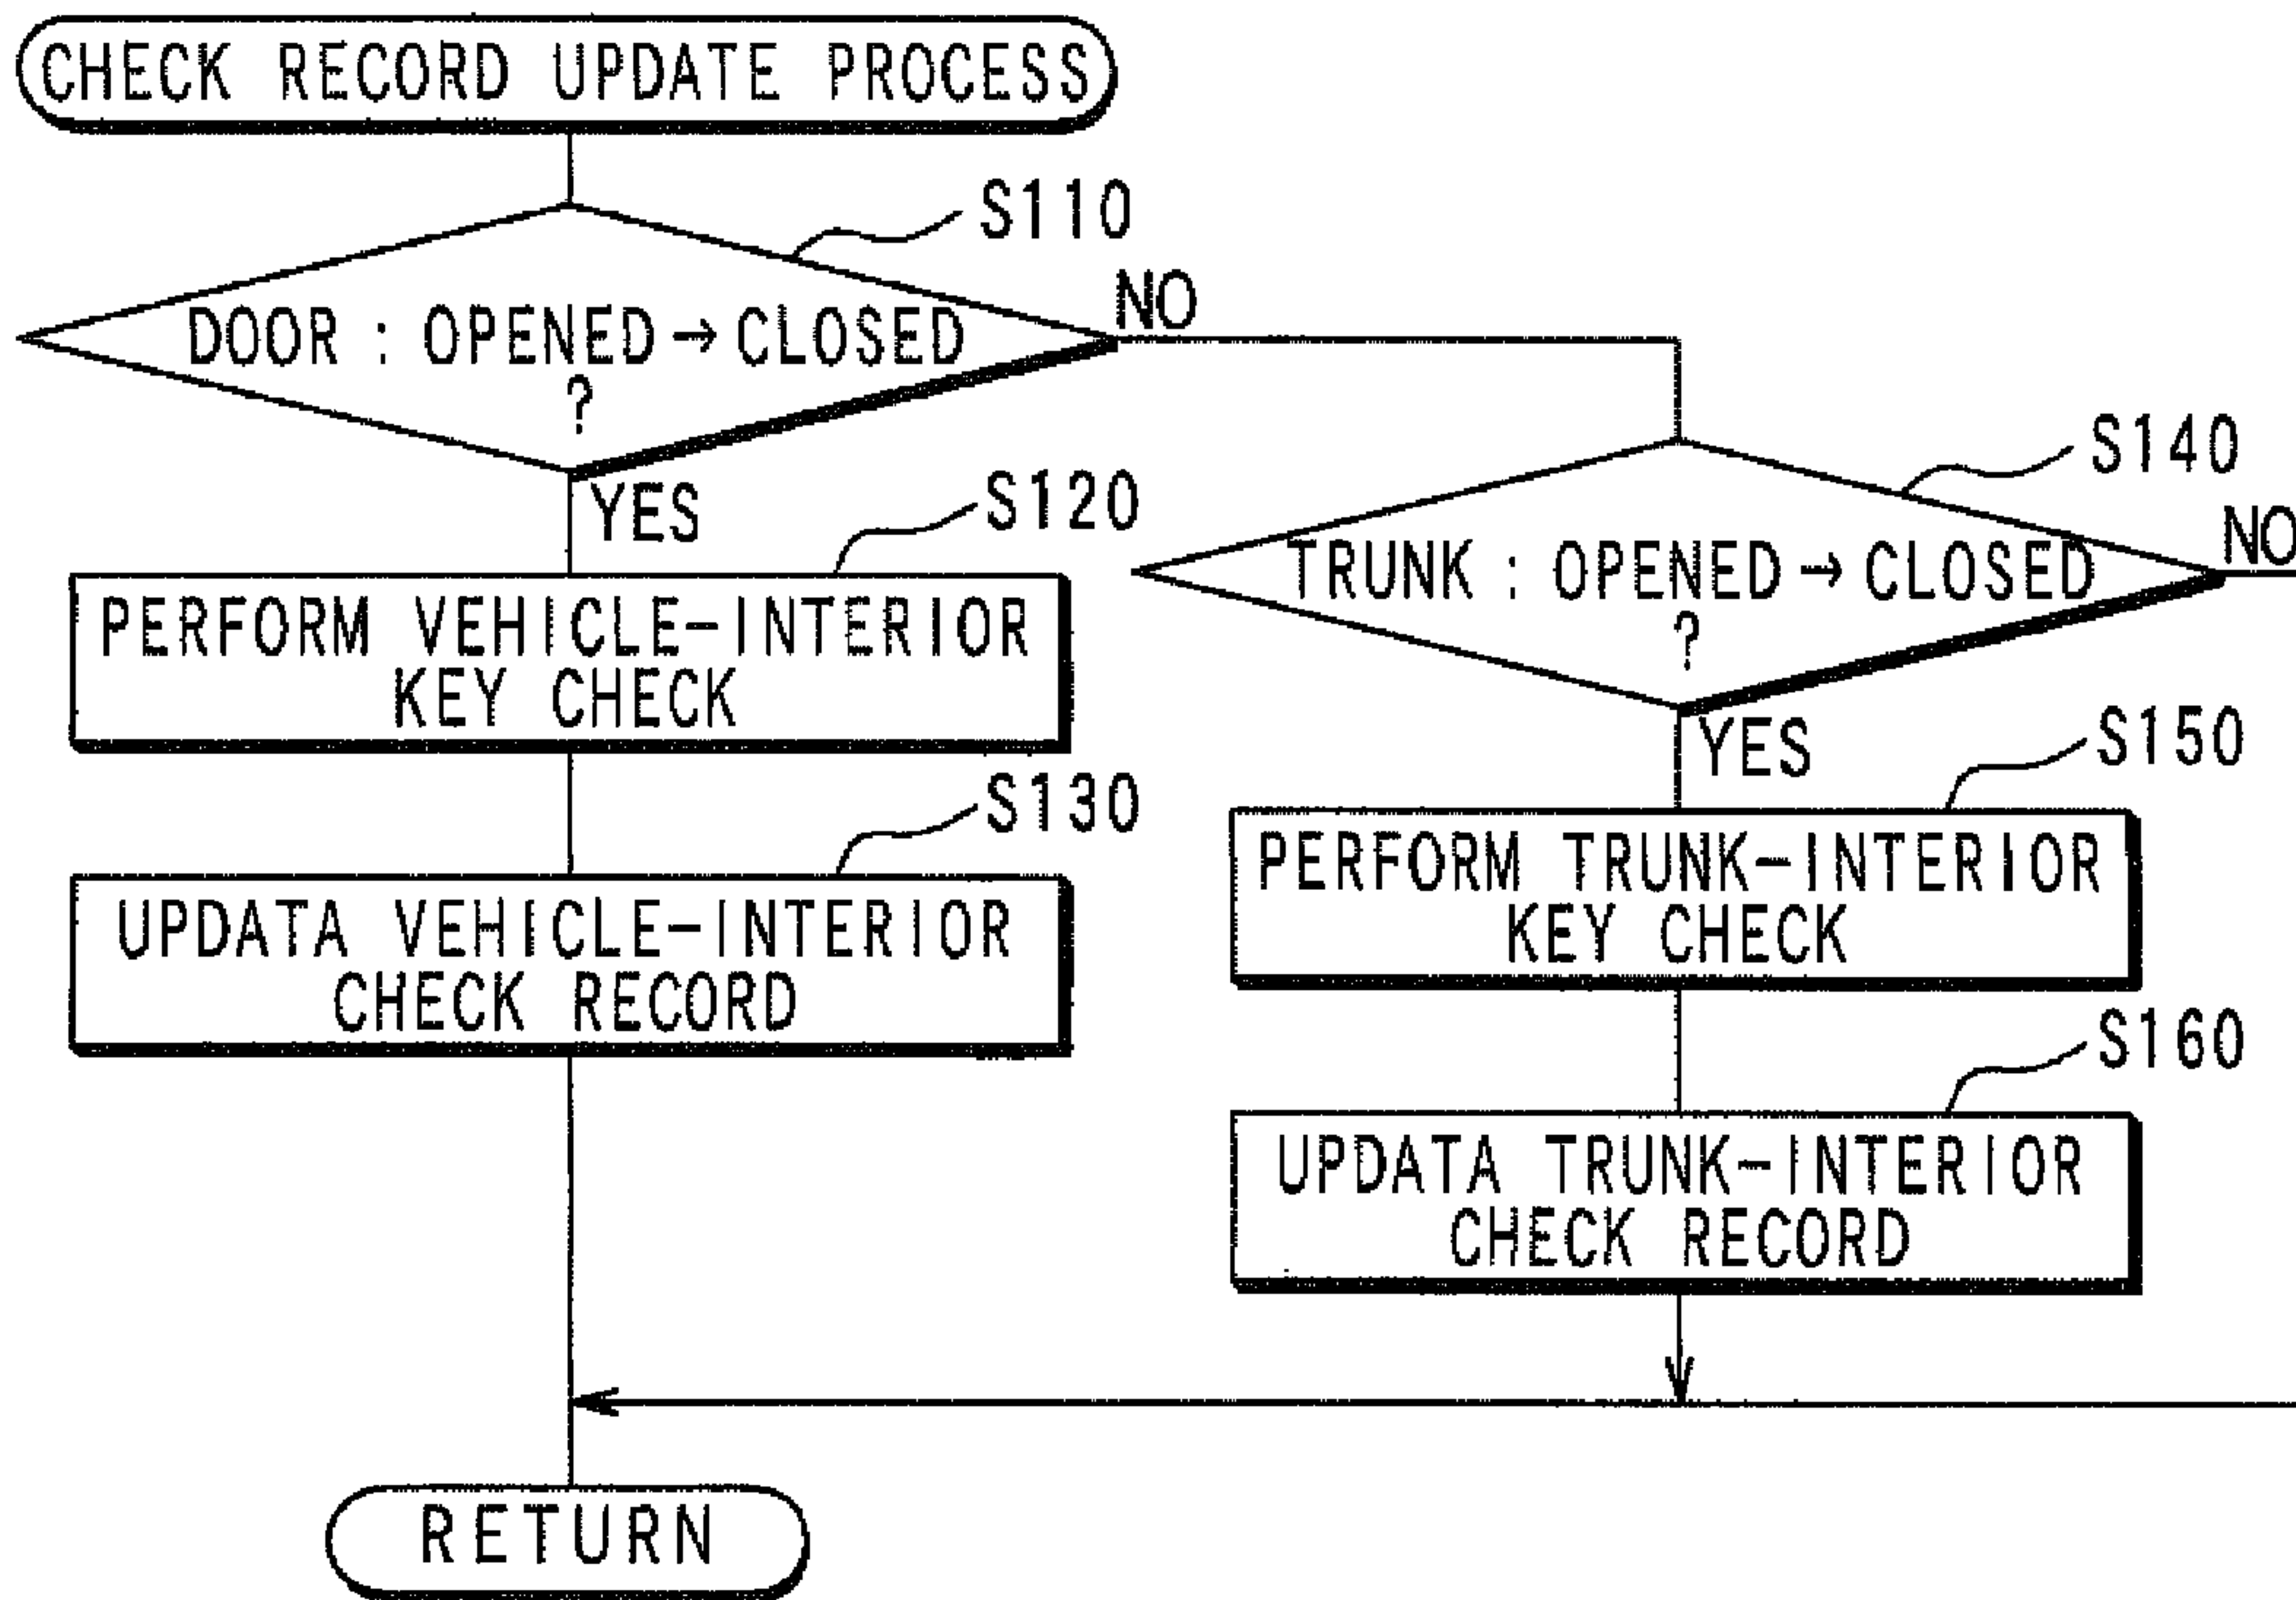 CHECK RECORD UPDATE PROCESS
S110
DOOR : OPENED → CLOSED
?
NO
YES
S120
PERFORM VEHICLE-INTERIOR
KEY CHECK
S130
UPDATA VEHICLE-INTERIOR
CHECK RECORD
S140
TRUNK : OPENED → CLOSED
?
NO
YES
S150
PERFORM TRUNK-INTERIOR
KEY CHECK
S160
UPDATA TRUNK-INTERIOR
CHECK RECORD
RETURN